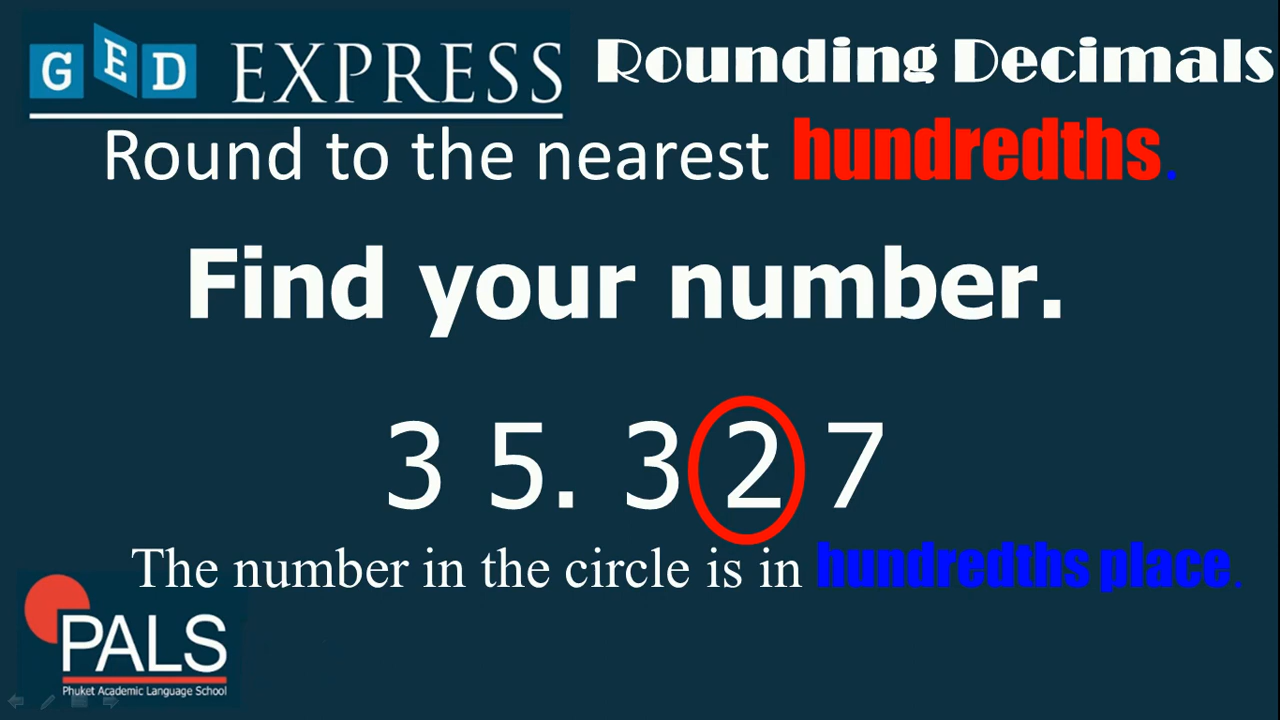 GED EXPRESS
Rounding Decimals
Round to the nearest hundredths.
Find your number.
3 5. 3 2 7
The number in the circle is in hundredths place.
PALS
Phuket Academic Language School